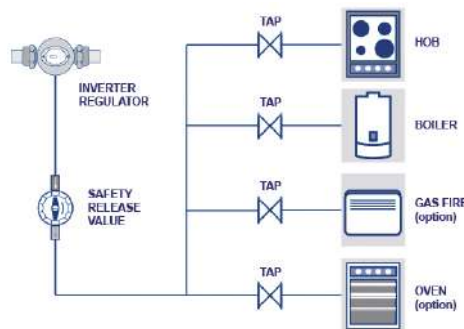 TAP
HOB
INVERTER
REGULATOR
TAP
BOILER
SAFETY
RELEASE
VALUE
TAP
GAS FIRE
(option)
TAP
OVEN
(option)